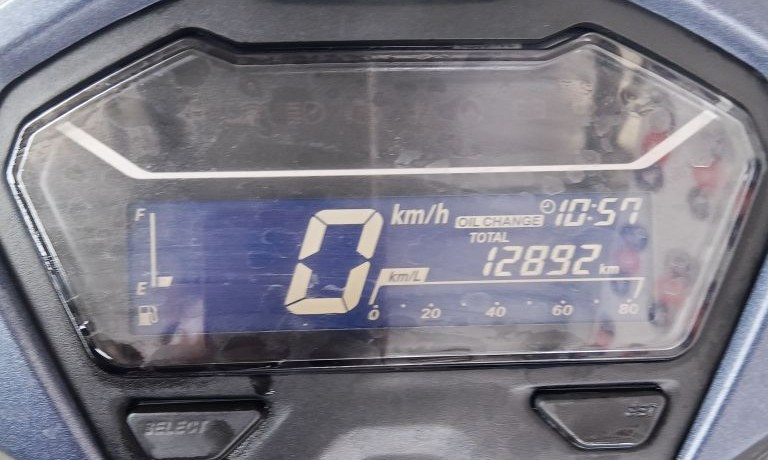 F
0 km/h OIL CHANGE 10:57
TOTAL
12892 km
E
km/L
0 20 40 60 80
SELECT SET